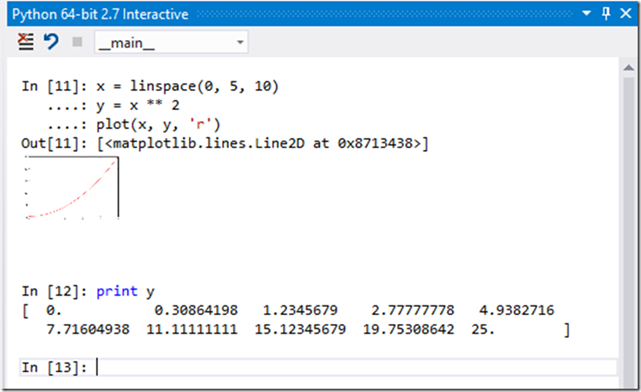 Python 64-bit 2.7 Interactive
__main__
In [11]: x = linspace(0, 5, 10)
   ....: y = x ** 2
   ....: plot(x, y, 'r')
Out[11]: [<matplotlib.lines.Line2D at 0x8713438>]
In [12]: print y
[  0.           0.30864198   1.2345679    2.77777778   4.9382716
   7.71604938  11.11111111  15.12345679  19.75308642  25.        ]
In [13]: